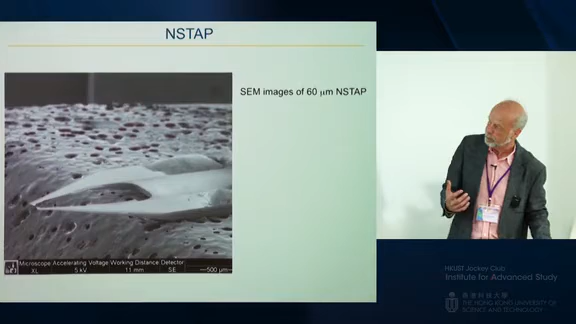 NSTAP
SEM images of 60 μm NSTAP
Microscope Accelerating Voltage Working Distance Detector
XL 5 kV 11 mm SE —500 μm
HKUST Jockey Club
Institute for Advanced Study
香港科技大學
THE HONG KONG UNIVERSITY OF
SCIENCE AND TECHNOLOGY